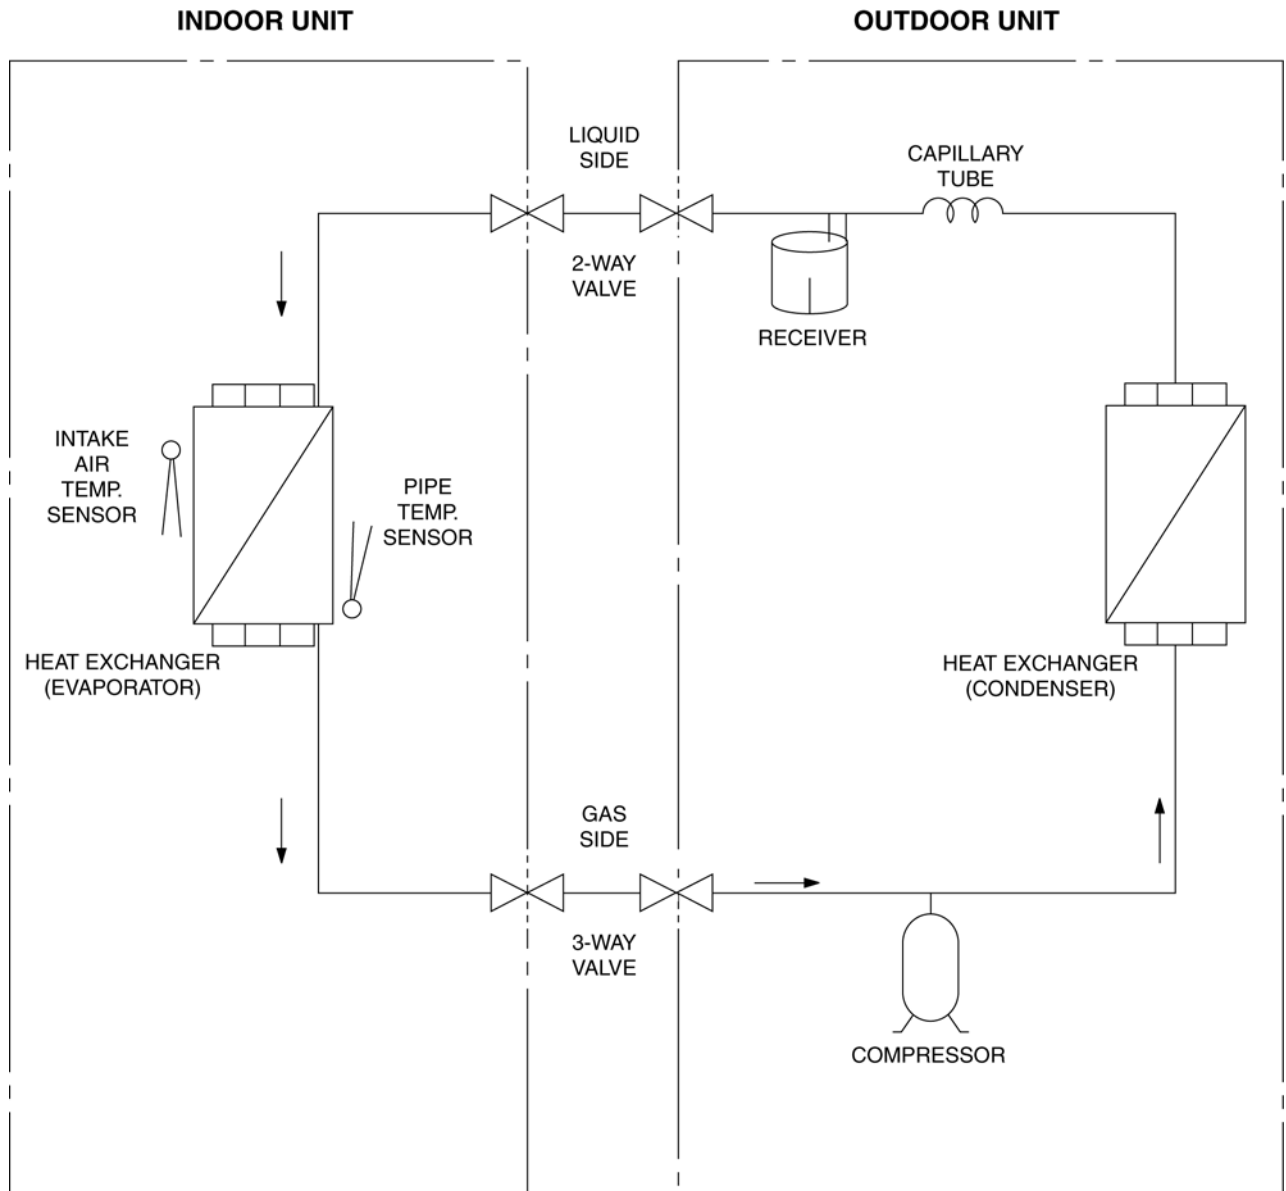 INDOOR UNIT
OUTDOOR UNIT
LIQUID
SIDE
CAPILLARY
TUBE
2-WAY
VALVE
RECEIVER
INTAKE
AIR
TEMP.
SENSOR
PIPE
TEMP.
SENSOR
HEAT EXCHANGER
(EVAPORATOR)
HEAT EXCHANGER
(CONDENSER)
GAS
SIDE
3-WAY
VALVE
COMPRESSOR